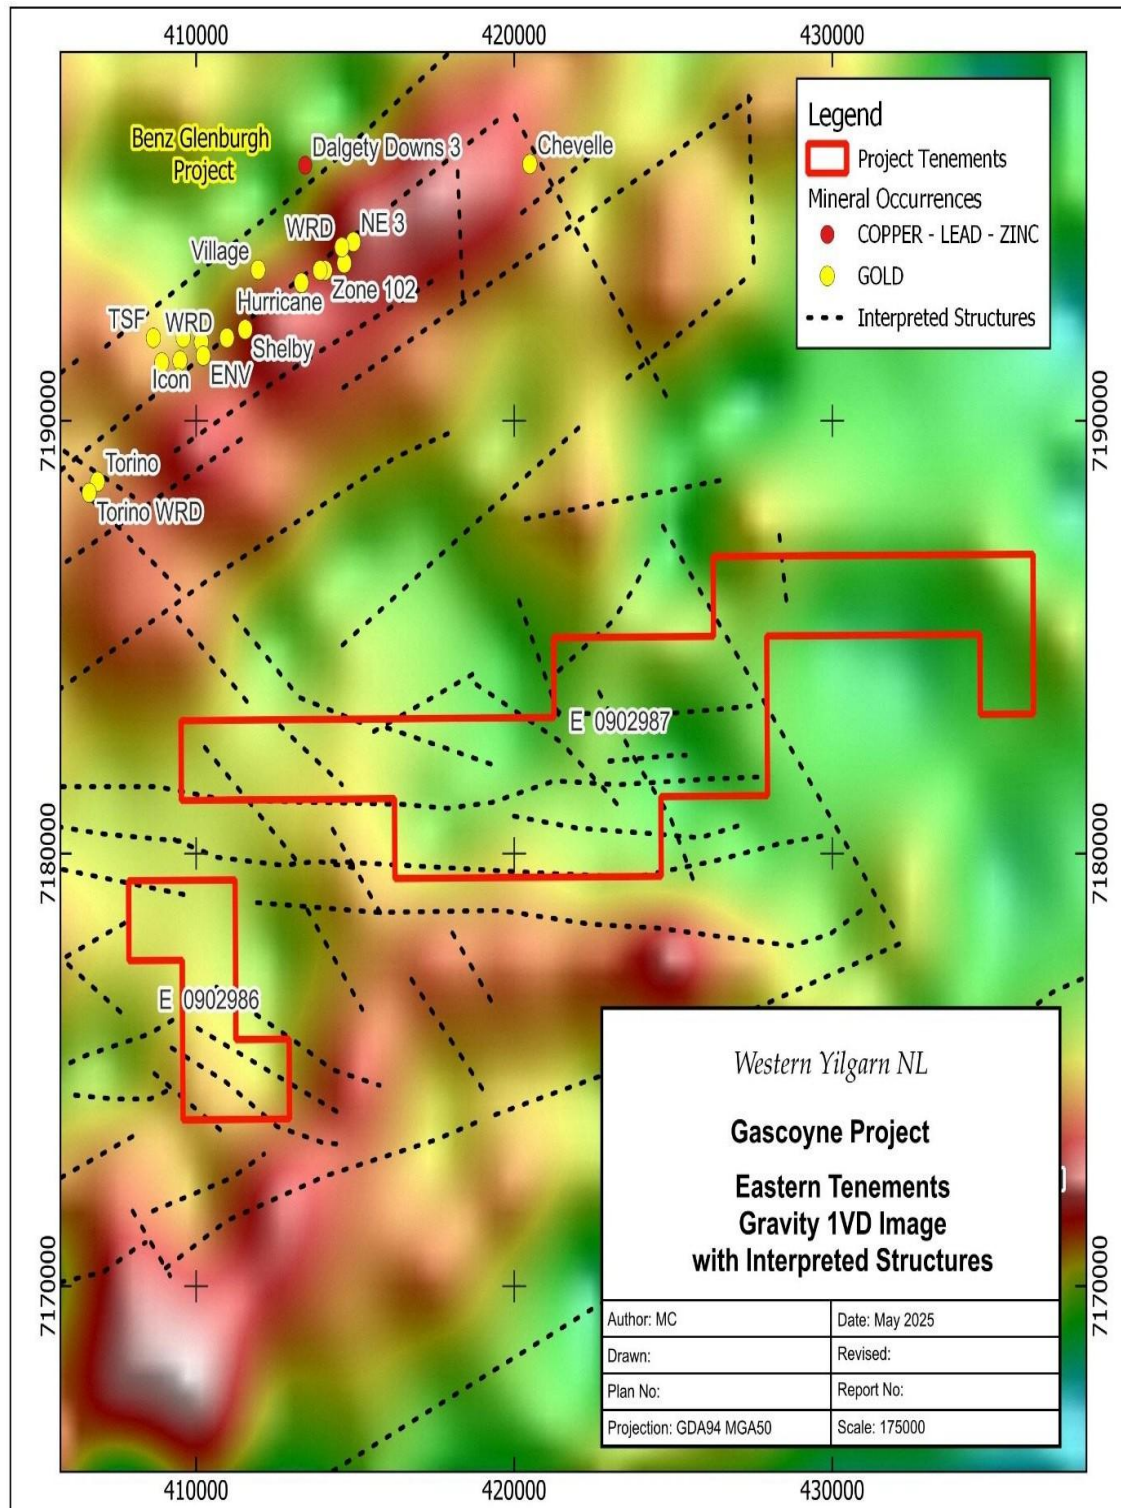 410000
420000
430000
Benz Glenburgh
Project
Dalgety Downs 3
Chevelle
WRD
NE 3
Village
Hurricane
Zone 102
TSF
WRD
Shelby
Icon
ENV
Torino
Torino WRD
Legend
Project Tenements
Mineral Occurrences
COPPER - LEAD - ZINC
GOLD
Interpreted Structures
7190000
7190000
E 0902987
7180000
7180000
E 0902986
Western Yilgarn NL
Gascoyne Project
Eastern Tenements
Gravity 1VD Image
with Interpreted Structures
Author: MC
Date: May 2025
Drawn:
Revised:
Plan No:
Report No:
Projection: GDA94 MGA50
Scale: 175000
7170000
7170000
410000
420000
430000